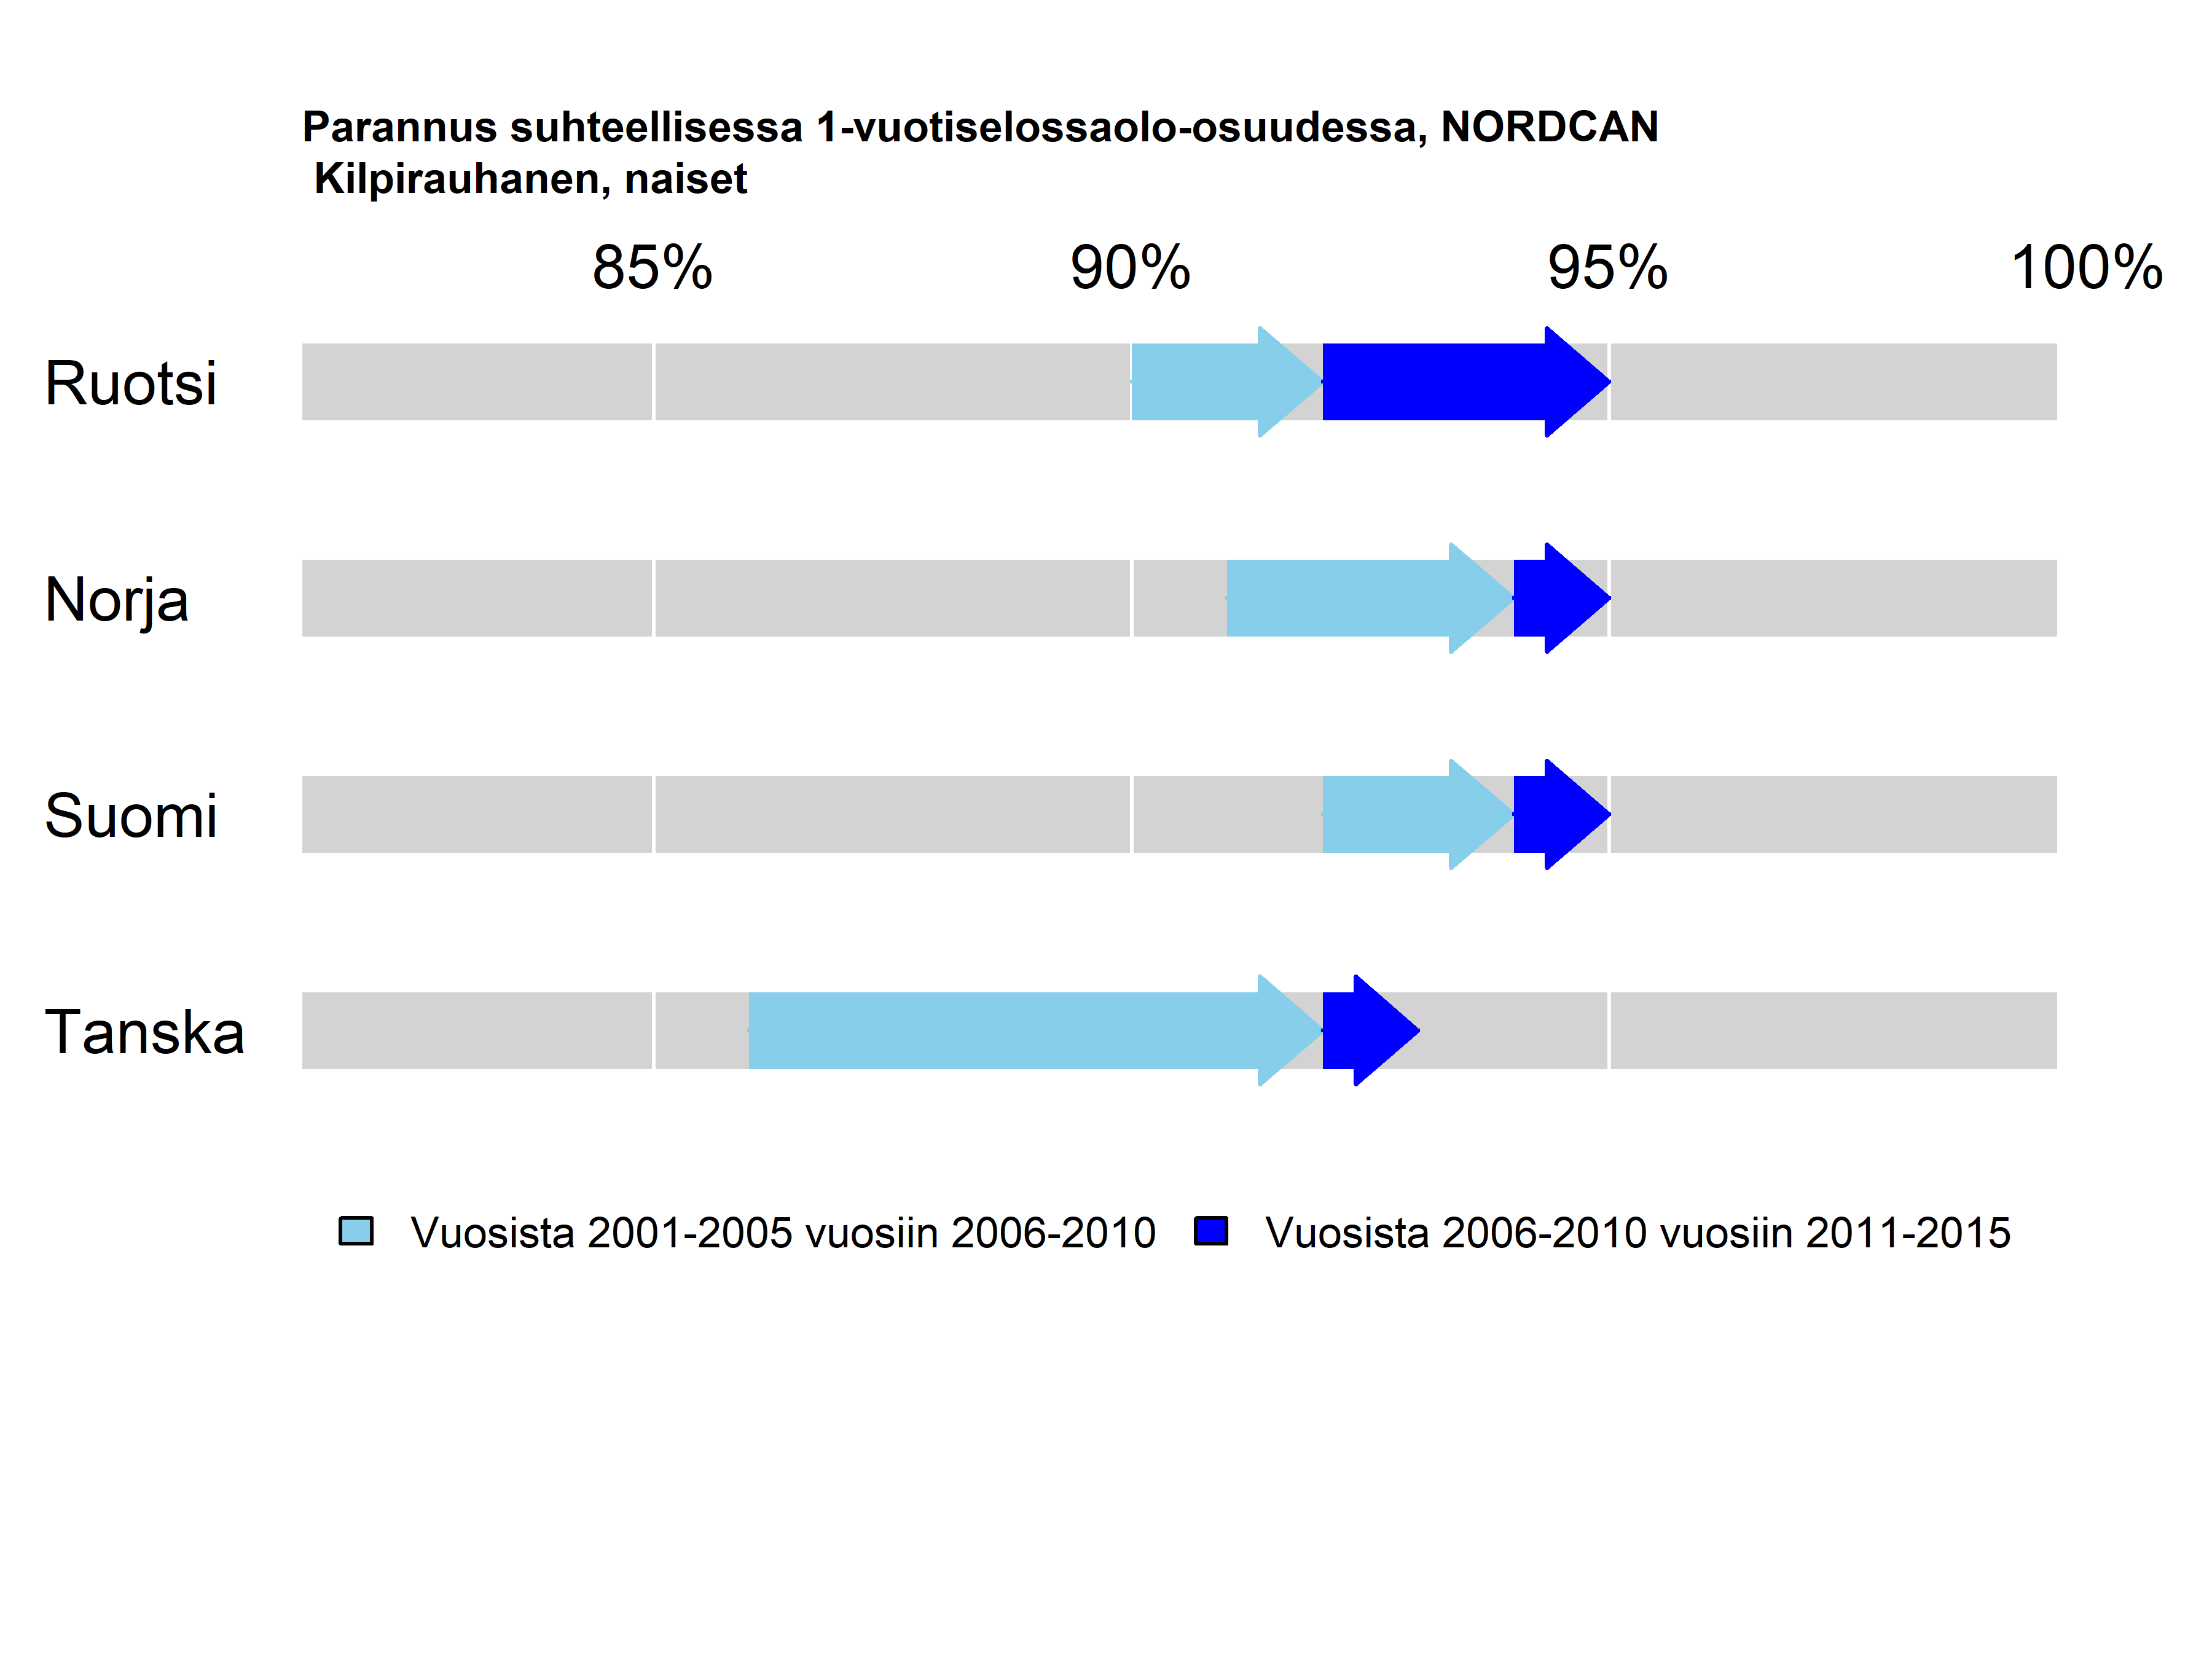 Parannus suhteellisessa 1-vuotiselossaolo-osuudessa, NORDCAN
Kilpirauhanen, naiset
85% 90% 95% 100%
Ruotsi
Norja
Suomi
Tanska
Vuosista 2001-2005 vuosiin 2006-2010 Vuosista 2006-2010 vuosiin 2011-2015